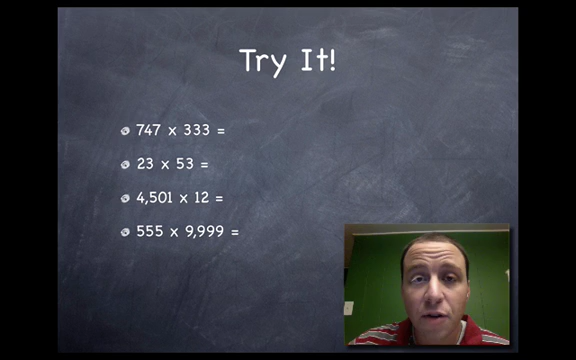 Try It!
747 x 333 =
23 x 53 =
4,501 x 12 =
555 x 9,999 =